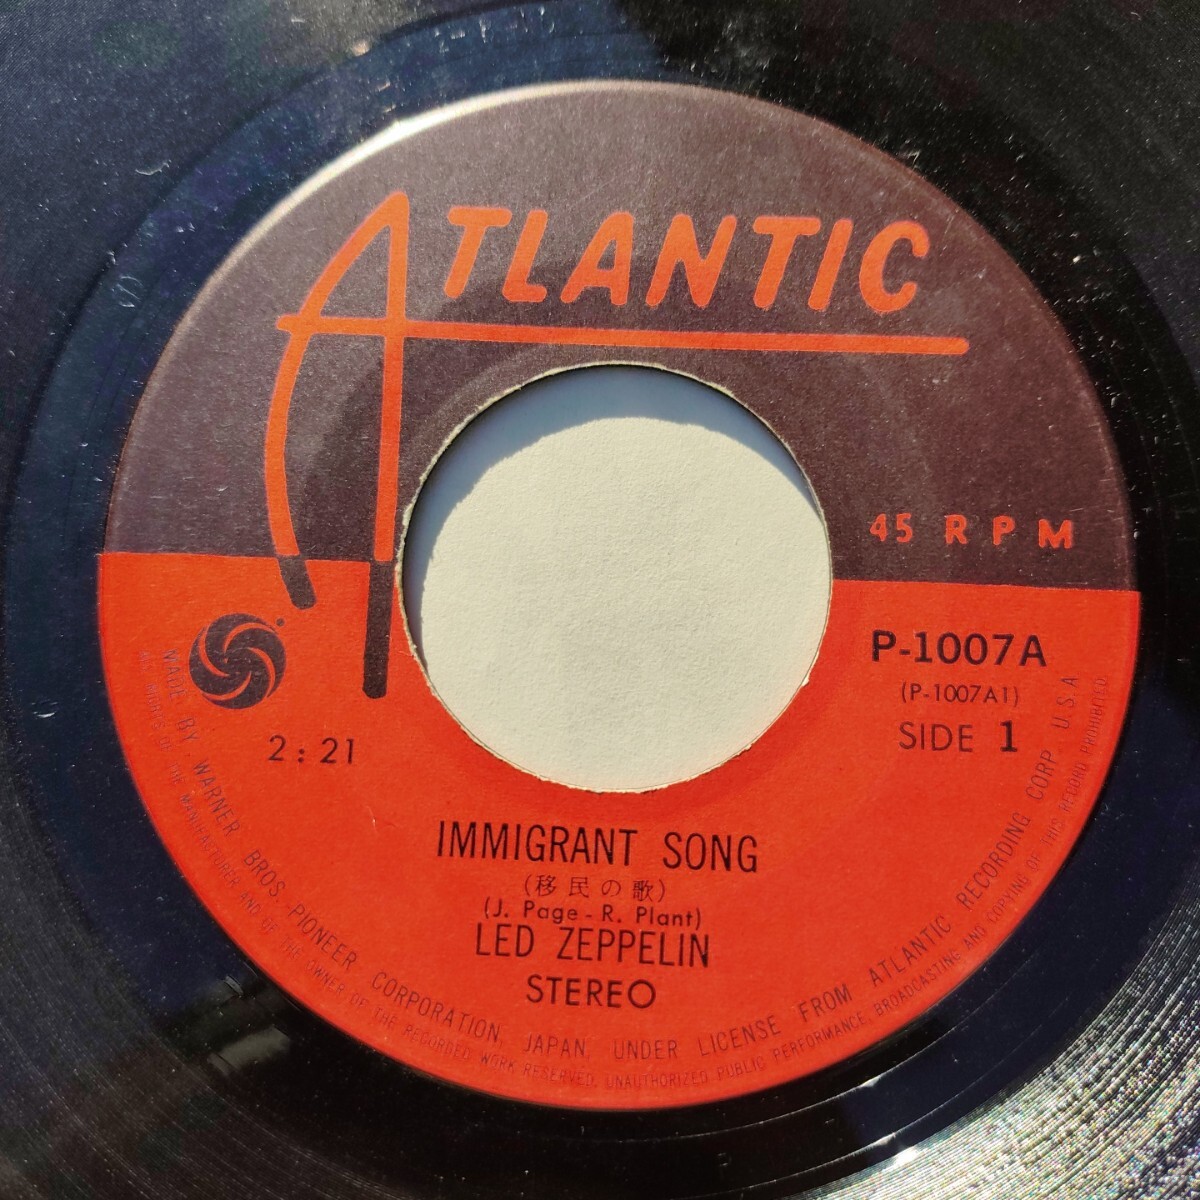 ATLANTIC
45 RPM
P-1007A
(P-1007A1)
SIDE 1
2:21
IMMIGRANT SONG
(移民の歌)
(J. Page - R. Plant)
LED ZEPPELIN
STEREO
MADE BY WARNER BROS.-PIONEER CORPORATION, JAPAN, UNDER LICENSE FROM ATLANTIC RECORDING CORP. U.S.A
ALL RIGHTS OF THE MANUFACTURER AND OF THE OWNER OF THE RECORDED WORK RESERVED. UNAUTHORIZED PUBLIC PERFORMANCE, BROADCASTING AND COPYING OF THIS RECORD PROHIBITED.